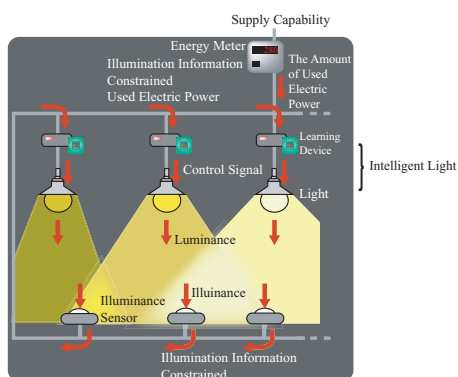 Supply Capability
Energy Meter
280
Illumination Information
Constrained
Used Electric Power
The Amount
of Used
Electric
Power
Learning
Device
Control Signal
Intelligent Light
Light
Luminance
Illuminance
Sensor
Illuinance
Illumination Information
Constrained